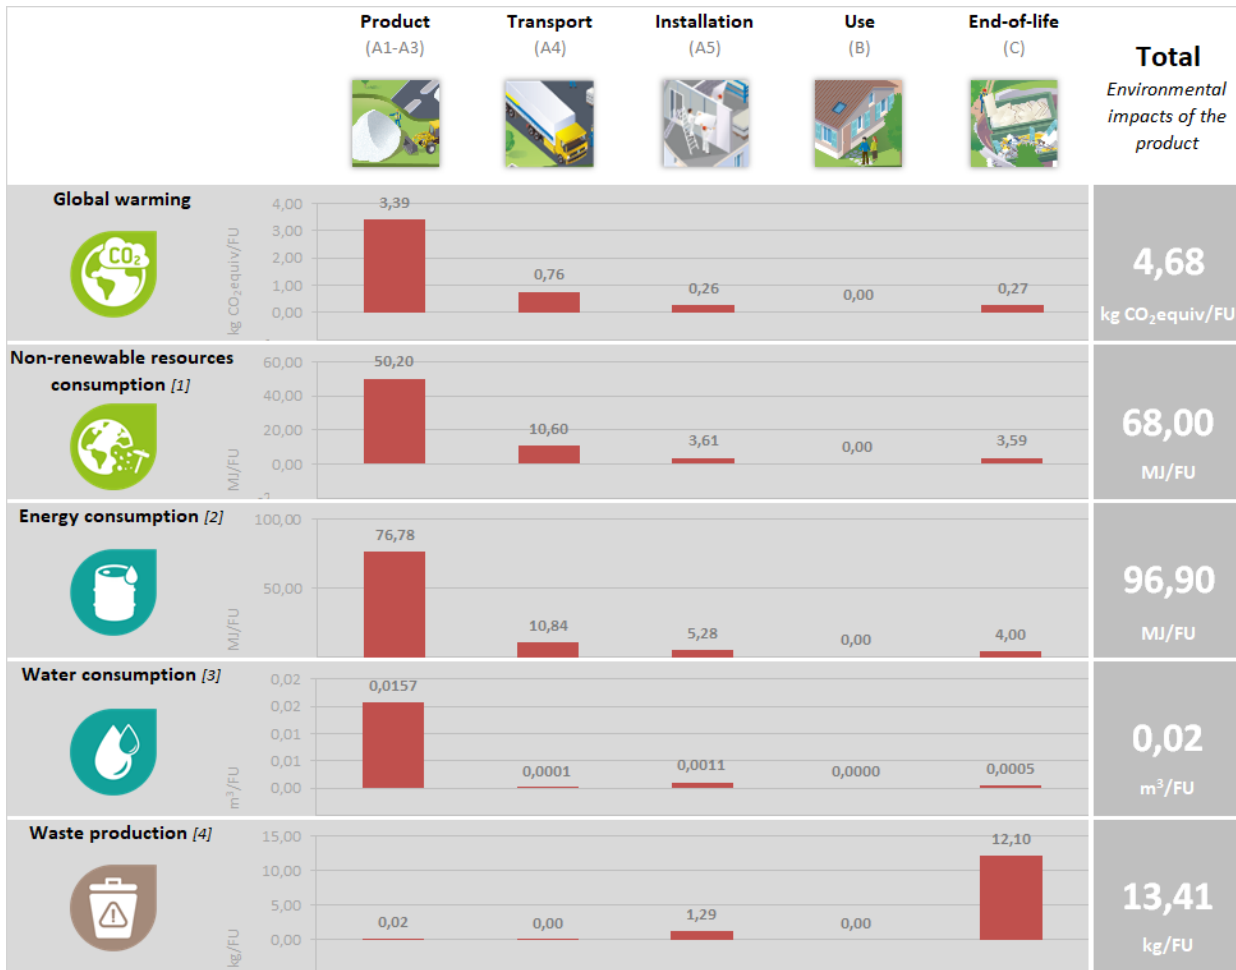 Product
(A1-A3)
Transport
(A4)
Installation
(A5)
Use
(B)
End-of-life
(C)
Total
Environmental
impacts of the
product
Global warming
CO2
kg CO2equiv/FU
4,00
3,00
2,00
1,00
0,00
3,39
0,76
0,26
0,00
0,27
4,68
kg CO2equiv/FU
Non-renewable resources
consumption [1]
MJ/FU
60,00
40,00
20,00
0,00
50,20
10,60
3,61
0,00
3,59
68,00
MJ/FU
Energy consumption [2]
MJ/FU
100,00
50,00
76,78
10,84
5,28
0,00
4,00
96,90
MJ/FU
Water consumption [3]
m³/FU
0,02
0,02
0,01
0,01
0,00
0,0157
0,0001
0,0011
0,0000
0,0005
0,02
m³/FU
Waste production [4]
kg/FU
15,00
10,00
5,00
0,00
0,02
0,00
1,29
0,00
12,10
13,41
kg/FU